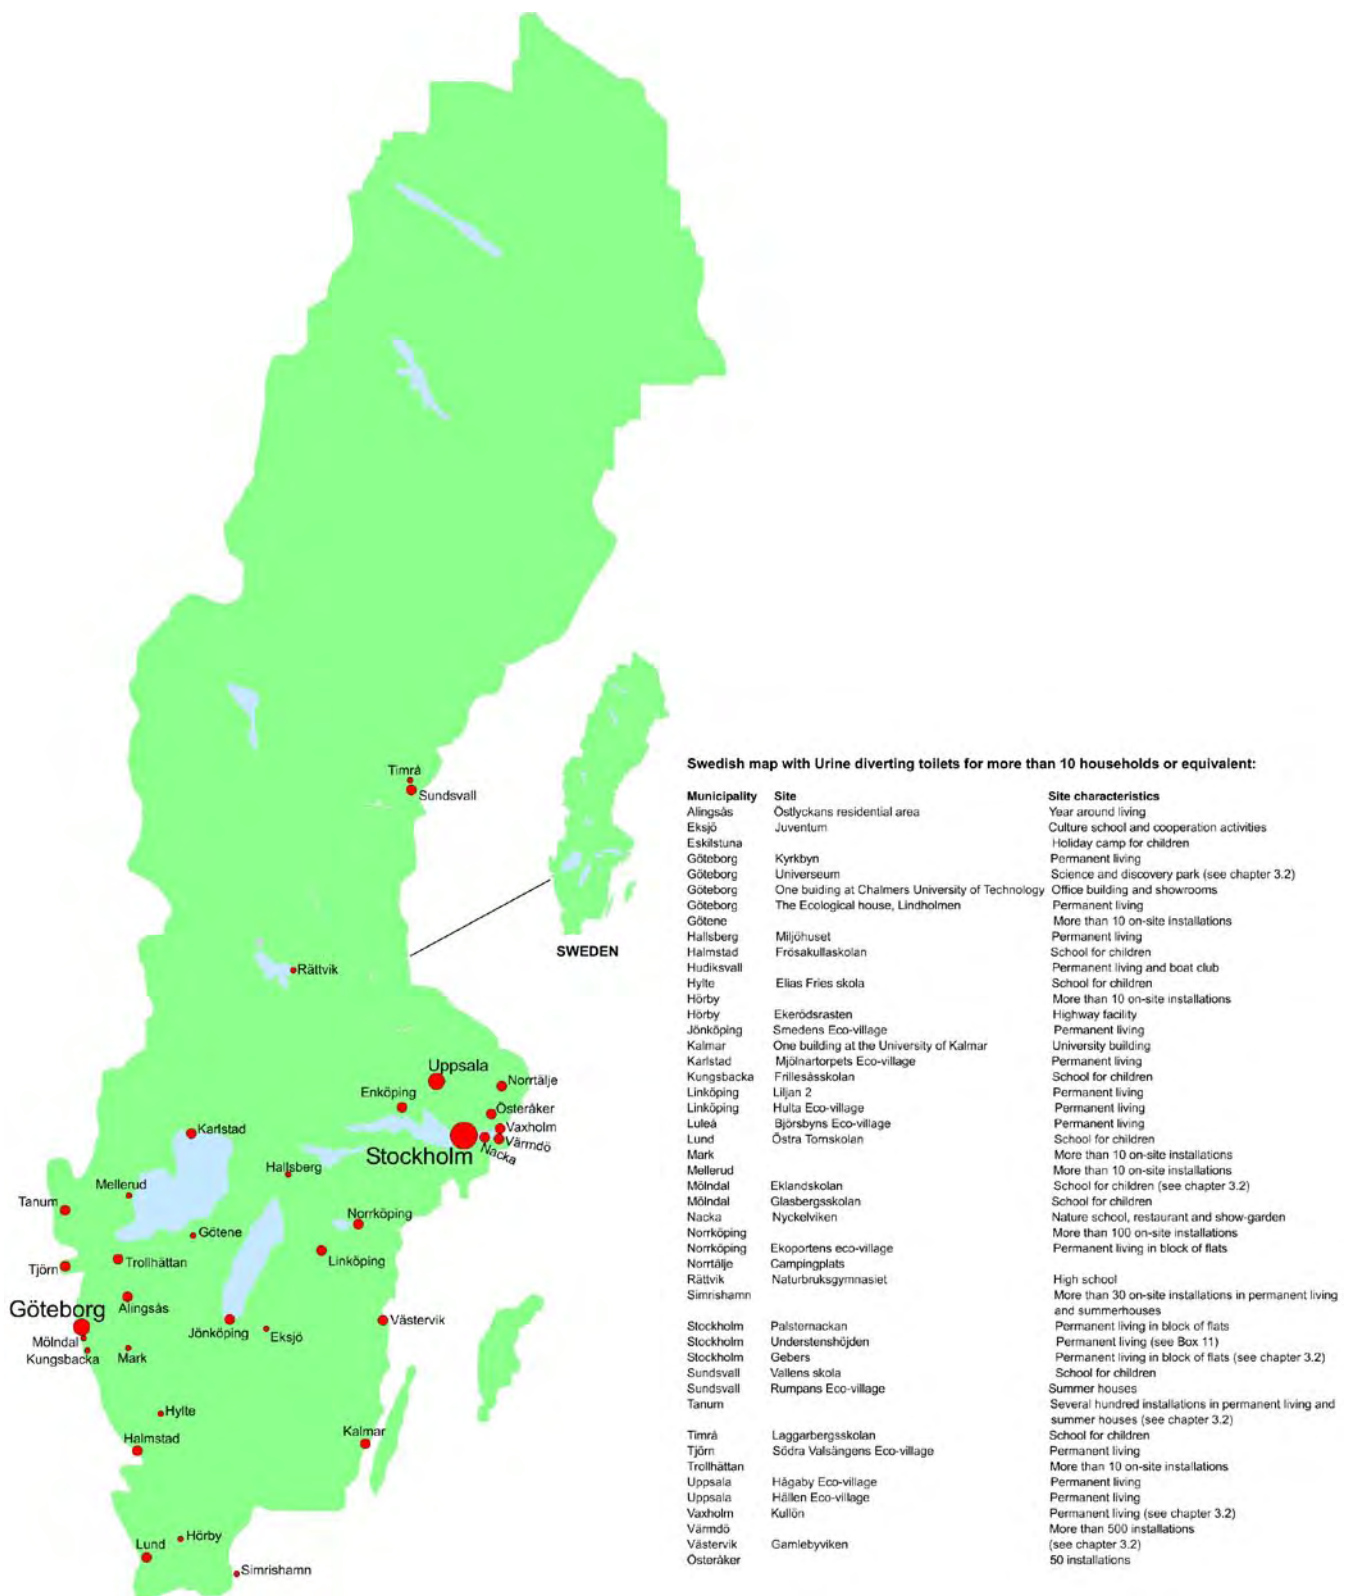 Timrå
Sundsvall
Rättvik
SWEDEN
Uppsala
Norrtälje
Enköping
Österåker
Vaxholm
Värmdö
Nacka
Stockholm
Karlstad
Hallsberg
Mellerud
Tanum
Norrköping
Götene
Linköping
Trollhättan
Tjörn
Alingsås
Göteborg
Jönköping
Eksjö
Västervik
Mölndal
Kungsbacka
Mark
Hylte
Halmstad
Kalmar
Hörby
Lund
Simrishamn
Swedish map with Urine diverting toilets for more than 10 households or equivalent:
Municipality Site Site characteristics
Alingsås Östlyckans residential area Year around living
Eksjö Juventum Culture school and cooperation activities
Eskilstuna Holiday camp for children
Göteborg Kyrkbyn Permanent living
Göteborg Universeum Science and discovery park (see chapter 3.2)
Göteborg One buiding at Chalmers University of Technology Office building and showrooms
Göteborg The Ecological house, Lindholmen Permanent living
Götene More than 10 on-site installations
Hallsberg Miljöhuset Permanent living
Halmstad Frösakullaskolan School for children
Hudiksvall Permanent living and boat club
Hylte Elias Fries skola School for children
Hörby More than 10 on-site installations
Hörby Ekerödsrasten Highway facility
Jönköping Smedens Eco-village Permanent living
Kalmar One building at the University of Kalmar University building
Karlstad Mjölnartorpets Eco-village Permanent living
Kungsbacka Frillesåsskolan School for children
Linköping Liljan 2 Permanent living
Linköping Hulta Eco-village Permanent living
Luleå Björsbyns Eco-village Permanent living
Lund Östra Tornskolan School for children
Mark More than 10 on-site installations
Mellerud More than 10 on-site installations
Mölndal Eklandskolan School for children (see chapter 3.2)
Mölndal Glasbergsskolan School for children
Nacka Nyckelviken Nature school, restaurant and show-garden
Norrköping More than 100 on-site installations
Norrköping Ekoportens eco-village Permanent living in block of flats
Norrtälje Campingplats
Rättvik Naturbruksgymnasiet High school
Simrishamn More than 30 on-site installations in permanent living
and summerhouses
Stockholm Palsternackan Permanent living in block of flats
Stockholm Understenshöjden Permanent living (see Box 11)
Stockholm Gebers Permanent living in block of flats (see chapter 3.2)
Sundsvall Vallens skola School for children
Sundsvall Rumpans Eco-village Summer houses
Tanum Several hundred installations in permanent living and
summer houses (see chapter 3.2)
Timrå Laggarbergsskolan School for children
Tjörn Södra Valsängens Eco-village Permanent living
Trollhättan More than 10 on-site installations
Uppsala Hågaby Eco-village Permanent living
Uppsala Hällen Eco-village Permanent living
Vaxholm Kullön Permanent living (see chapter 3.2)
Värmdö More than 500 installations
Västervik Gamlebyviken (see chapter 3.2)
Österåker 50 installations